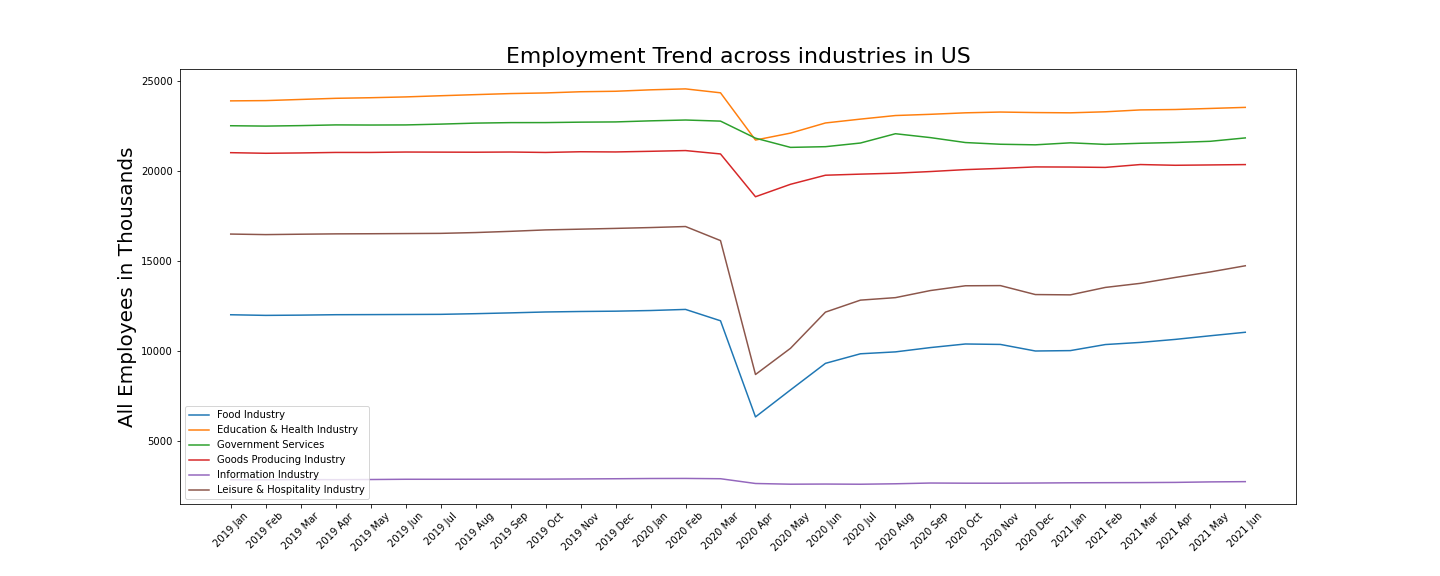 Employment Trend across industries in US
All Employees in Thousands
25000
20000
15000
10000
5000
Food Industry
Education & Health Industry
Government Services
Goods Producing Industry
Information Industry
Leisure & Hospitality Industry
2019 Jan
2019 Feb
2019 Mar
2019 Apr
2019 May
2019 Jun
2019 Jul
2019 Aug
2019 Sep
2019 Oct
2019 Nov
2019 Dec
2020 Jan
2020 Feb
2020 Mar
2020 Apr
2020 May
2020 Jun
2020 Jul
2020 Aug
2020 Sep
2020 Oct
2020 Nov
2020 Dec
2021 Jan
2021 Feb
2021 Mar
2021 Apr
2021 May
2021 Jun